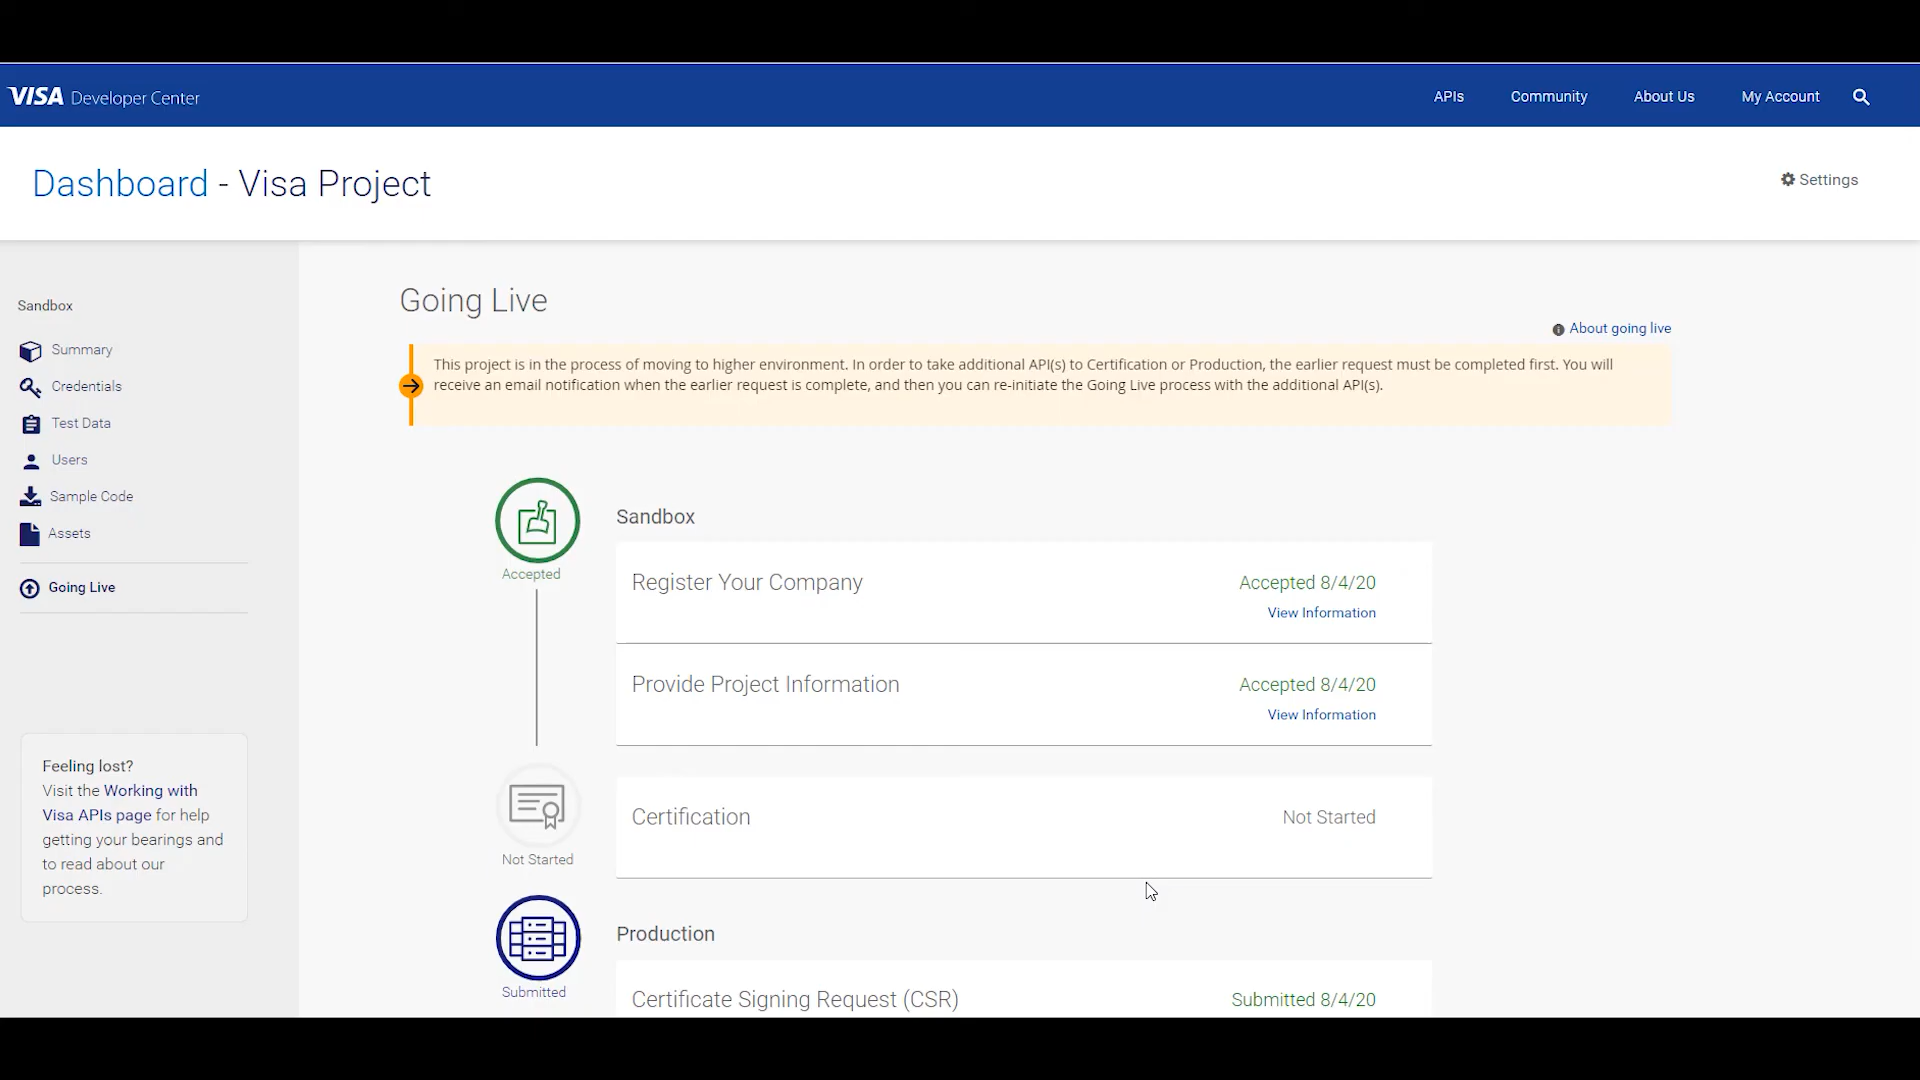 VISA Developer Center
APIs
Community
About Us
My Account
Dashboard - Visa Project
Settings
Sandbox
Summary
Credentials
Test Data
Users
Sample Code
Assets
Going Live
Feeling lost?
Visit the Working with
Visa APIs page for help
getting your bearings and
to read about our
process.
Going Live
About going live
This project is in the process of moving to higher environment. In order to take additional API(s) to Certification or Production, the earlier request must be completed first. You will
receive an email notification when the earlier request is complete, and then you can re-initiate the Going Live process with the additional API(s).
Accepted
Sandbox
Register Your Company
Accepted 8/4/20
View Information
Provide Project Information
Accepted 8/4/20
View Information
Not Started
Certification
Not Started
Submitted
Production
Certificate Signing Request (CSR)
Submitted 8/4/20